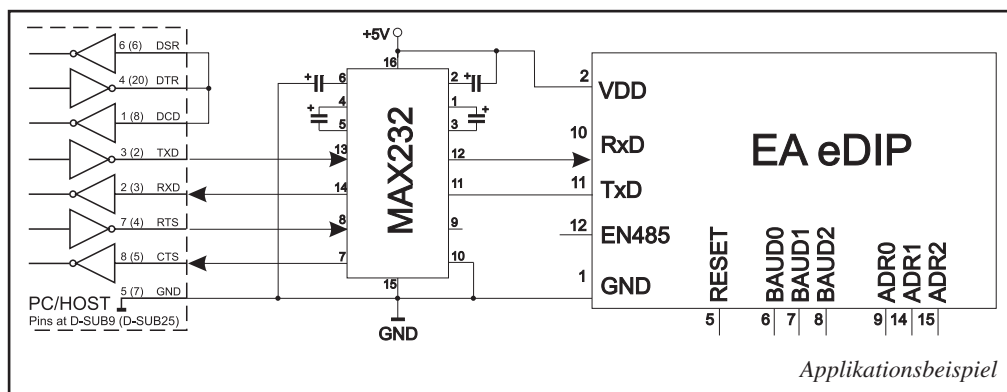 6 (6) DSR
4 (20) DTR
1 (8) DCD
3 (2) TXD
2 (3) RXD
7 (4) RTS
8 (5) CTS
5 (7) GND
PC/HOST
Pins at D-SUB9 (D-SUB25)
+5V
16
6
2
+
+
4
1
+
+
5
3
13
12
14
11
8
9
7
10
15
MAX232
GND
2 VDD
10 RxD
11 TxD
12 EN485
1 GND
EA eDIP
RESET
BAUD0
BAUD1
BAUD2
ADR0
ADR1
ADR2
5
6
7
8
9
14
15
Applikationsbeispiel